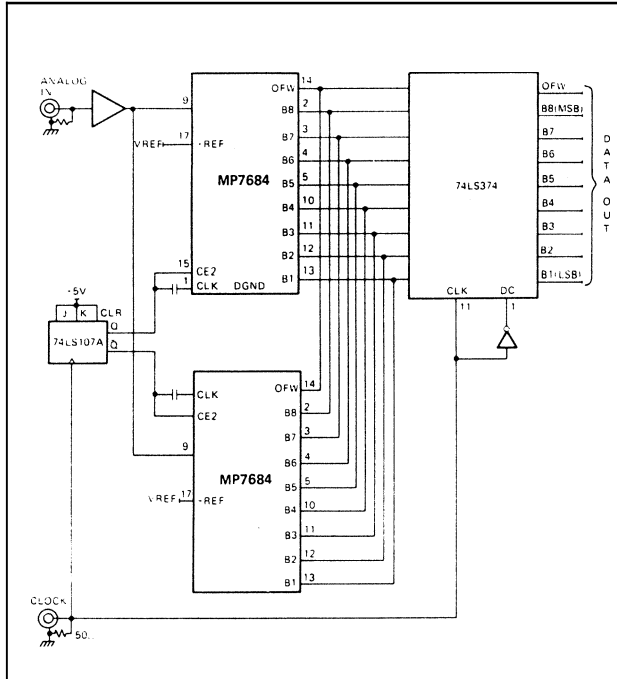 ANALOG
IN
9
VREF
17
-REF
MP7684
15
CE2
1
CLK
DGND
OFW
14
B8
2
B7
3
B6
4
B5
5
B4
10
B3
11
B2
12
B1
13
74LS374
CLK
11
DC
1
OFW
B8(MSB)
B7
B6
B5
B4
B3
B2
B1(LSB)
DATA OUT
+5V
J
K
CLR
Q
Q
74LS107A
CLK
CE2
9
MP7684
17
-REF
OFW
14
B8
2
B7
3
B6
4
B5
5
B4
10
B3
11
B2
12
B1
13
CLOCK